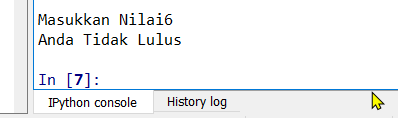 Masukkan Nilai6
Anda Tidak Lulus
In [7]:
IPython console
History log